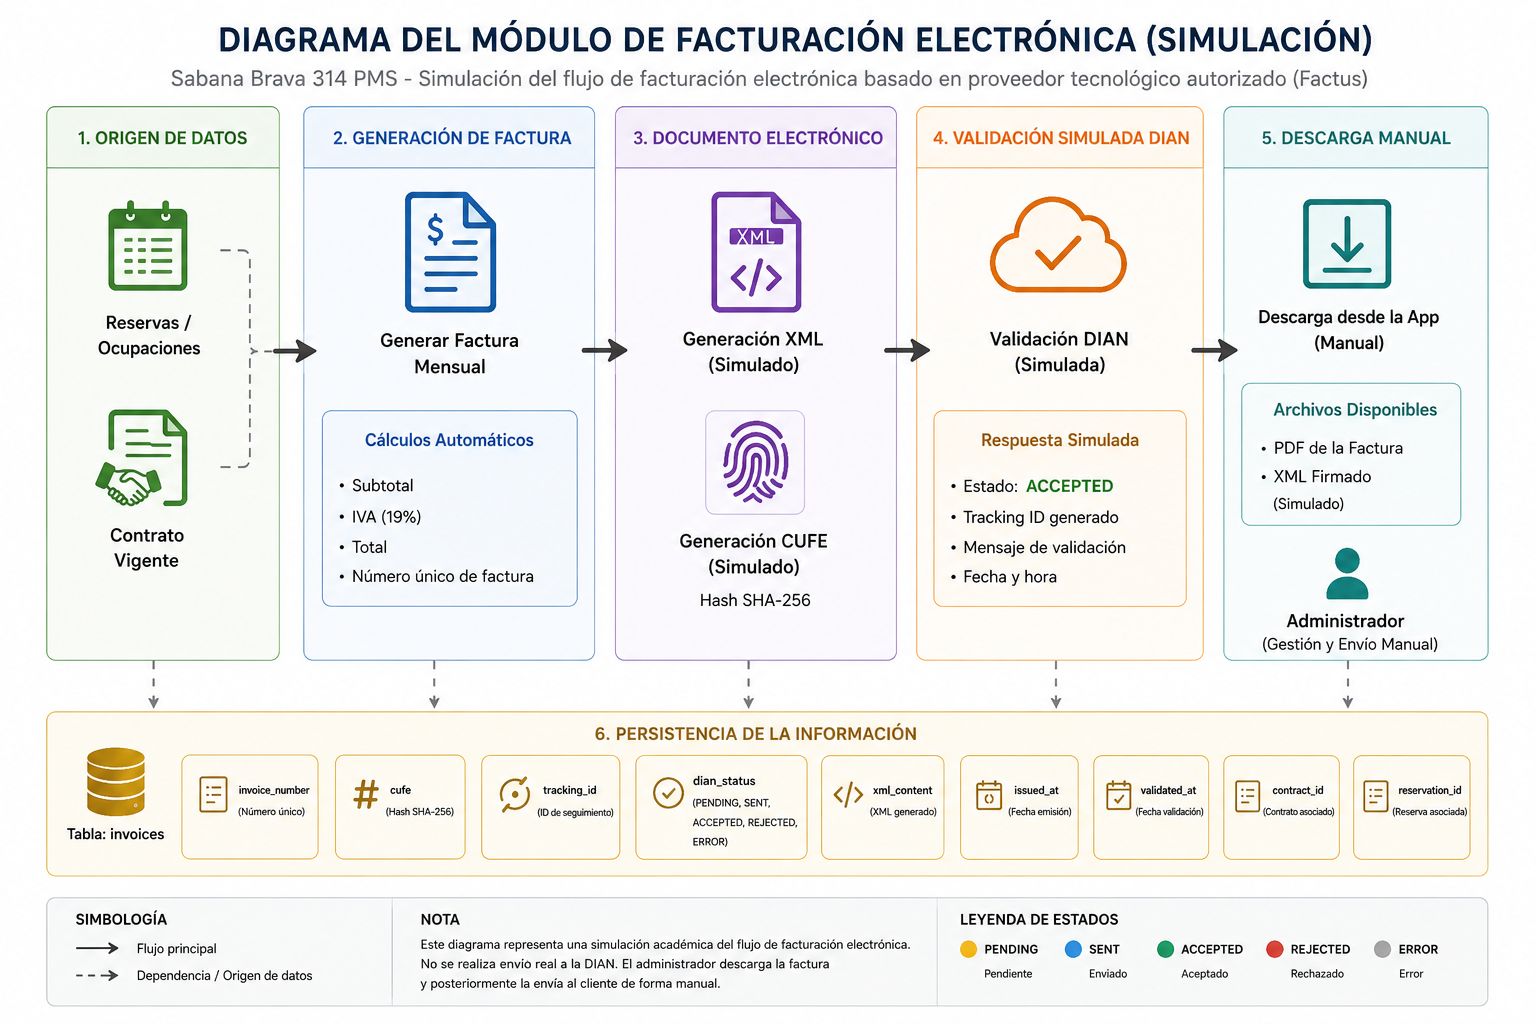 DIAGRAMA DEL MÓDULO DE FACTURACIÓN ELECTRÓNICA (SIMULACIÓN)
Sabana Brava 314 PMS - Simulación del flujo de facturación electrónica basado en proveedor tecnológico autorizado (Factus)
1. ORIGEN DE DATOS
Reservas /
Ocupaciones
Contrato
Vigente
2. GENERACIÓN DE FACTURA
$
Generar Factura
Mensual
Cálculos Automáticos
• Subtotal
• IVA (19%)
• Total
• Número único de factura
3. DOCUMENTO ELECTRÓNICO
XML
</>
Generación XML
(Simulado)
Generación CUFE
(Simulado)
Hash SHA-256
4. VALIDACIÓN SIMULADA DIAN
Validación DIAN
(Simulada)
Respuesta Simulada
• Estado: ACCEPTED
• Tracking ID generado
• Mensaje de validación
• Fecha y hora
5. DESCARGA MANUAL
Descarga desde la App
(Manual)
Archivos Disponibles
• PDF de la Factura
• XML Firmado
(Simulado)
Administrador
(Gestión y Envío Manual)
6. PERSISTENCIA DE LA INFORMACIÓN
Tabla: invoices
invoice_number
(Número único)
#
cufe
(Hash SHA-256)
tracking_id
(ID de seguimiento)
dian_status
(PENDING, SENT,
ACCEPTED, REJECTED,
ERROR)
</>
xml_content
(XML generado)
issued_at
(Fecha emisión)
validated_at
(Fecha validación)
contract_id
(Contrato asociado)
reservation_id
(Reserva asociada)
SIMBOLOGÍA
Flujo principal
Dependencia / Origen de datos
NOTA
Este diagrama representa una simulación académica del flujo de facturación electrónica.
No se realiza envío real a la DIAN. El administrador descarga la factura
y posteriormente la envía al cliente de forma manual.
LEYENDA DE ESTADOS
PENDING
Pendiente
SENT
Enviado
ACCEPTED
Aceptado
REJECTED
Rechazado
ERROR
Error